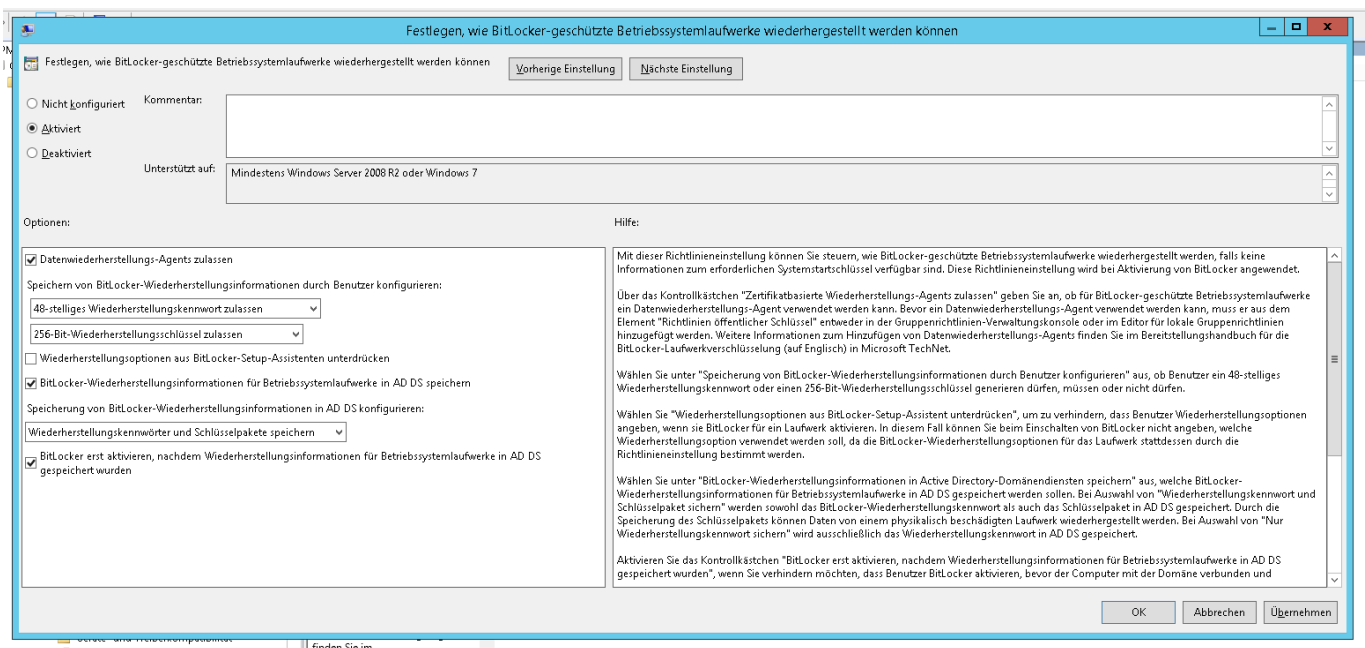 Festlegen, wie BitLocker-geschützte Betriebssystemlaufwerke wiederhergestellt werden können
Festlegen, wie BitLocker-geschützte Betriebssystemlaufwerke wiederhergestellt werden können
Vorherige Einstellung
Nächste Einstellung
Nicht konfiguriert
Kommentar:
Aktiviert
Deaktiviert
Unterstützt auf:
Mindestens Windows Server 2008 R2 oder Windows 7
Optionen:
Hilfe:
Datenwiederherstellungs-Agents zulassen
Speichern von BitLocker-Wiederherstellungsinformationen durch Benutzer konfigurieren:
48-stelliges Wiederherstellungskennwort zulassen
256-Bit-Wiederherstellungsschlüssel zulassen
Wiederherstellungsoptionen aus BitLocker-Setup-Assistenten unterdrücken
BitLocker-Wiederherstellungsinformationen für Betriebssystemlaufwerke in AD DS speichern
Speicherung von BitLocker-Wiederherstellungsinformationen in AD DS konfigurieren:
Wiederherstellungskennwörter und Schlüsselpakete speichern
BitLocker erst aktivieren, nachdem Wiederherstellungsinformationen für Betriebssystemlaufwerke in AD DS
gespeichert wurden
Mit dieser Richtlinieneinstellung können Sie steuern, wie BitLocker-geschützte Betriebssystemlaufwerke wiederhergestellt werden, falls keine
Informationen zum erforderlichen Systemstartschlüssel verfügbar sind. Diese Richtlinieneinstellung wird bei Aktivierung von BitLocker angewendet.
Über das Kontrollkästchen "Zertifikatbasierte Wiederherstellungs-Agents zulassen" geben Sie an, ob für BitLocker-geschützte Betriebssystemlaufwerke
ein Datenwiederherstellungs-Agent verwendet werden kann. Bevor ein Datenwiederherstellungs-Agent verwendet werden kann, muss er aus dem
Element "Richtlinien öffentlicher Schlüssel" entweder in der Gruppenrichtlinien-Verwaltungskonsole oder im Editor für lokale Gruppenrichtlinien
hinzugefügt werden. Weitere Informationen zum Hinzufügen von Datenwiederherstellungs-Agents finden Sie im Bereitstellungshandbuch für die
BitLocker-Laufwerkverschlüsselung (auf Englisch) in Microsoft TechNet.
Wählen Sie unter "Speicherung von BitLocker-Wiederherstellungsinformationen durch Benutzer konfigurieren" aus, ob Benutzer ein 48-stelliges
Wiederherstellungskennwort oder einen 256-Bit-Wiederherstellungsschlüssel generieren dürfen, müssen oder nicht dürfen.
Wählen Sie "Wiederherstellungsoptionen aus BitLocker-Setup-Assistent unterdrücken", um zu verhindern, dass Benutzer Wiederherstellungsoptionen
angeben, wenn sie BitLocker für ein Laufwerk aktivieren. In diesem Fall können Sie beim Einschalten von BitLocker nicht angeben, welche
Wiederherstellungsoption verwendet werden soll, da die BitLocker-Wiederherstellungsoptionen für das Laufwerk stattdessen durch die
Richtlinieneinstellung bestimmt werden.
Wählen Sie unter "BitLocker-Wiederherstellungsinformationen in Active Directory-Domänendiensten speichern" aus, welche BitLocker-
Wiederherstellungsinformationen für Betriebssystemlaufwerke in AD DS gespeichert werden sollen. Bei Auswahl von "Wiederherstellungskennwort und
Schlüsselpaket sichern" werden sowohl das BitLocker-Wiederherstellungskennwort als auch das Schlüsselpaket in AD DS gespeichert. Durch die
Speicherung des Schlüsselpakets können Daten von einem physikalisch beschädigten Laufwerk wiederhergestellt werden. Bei Auswahl von "Nur
Wiederherstellungskennwort sichern" wird ausschließlich das Wiederherstellungskennwort in AD DS gespeichert.
Aktivieren Sie das Kontrollkästchen "BitLocker erst aktivieren, nachdem Wiederherstellungsinformationen für Betriebssystemlaufwerke in AD DS
gespeichert wurden", wenn Sie verhindern möchten, dass Benutzer BitLocker aktivieren, bevor der Computer mit der Domäne verbunden und
OK
Abbrechen
Übernehmen
finden Sie im